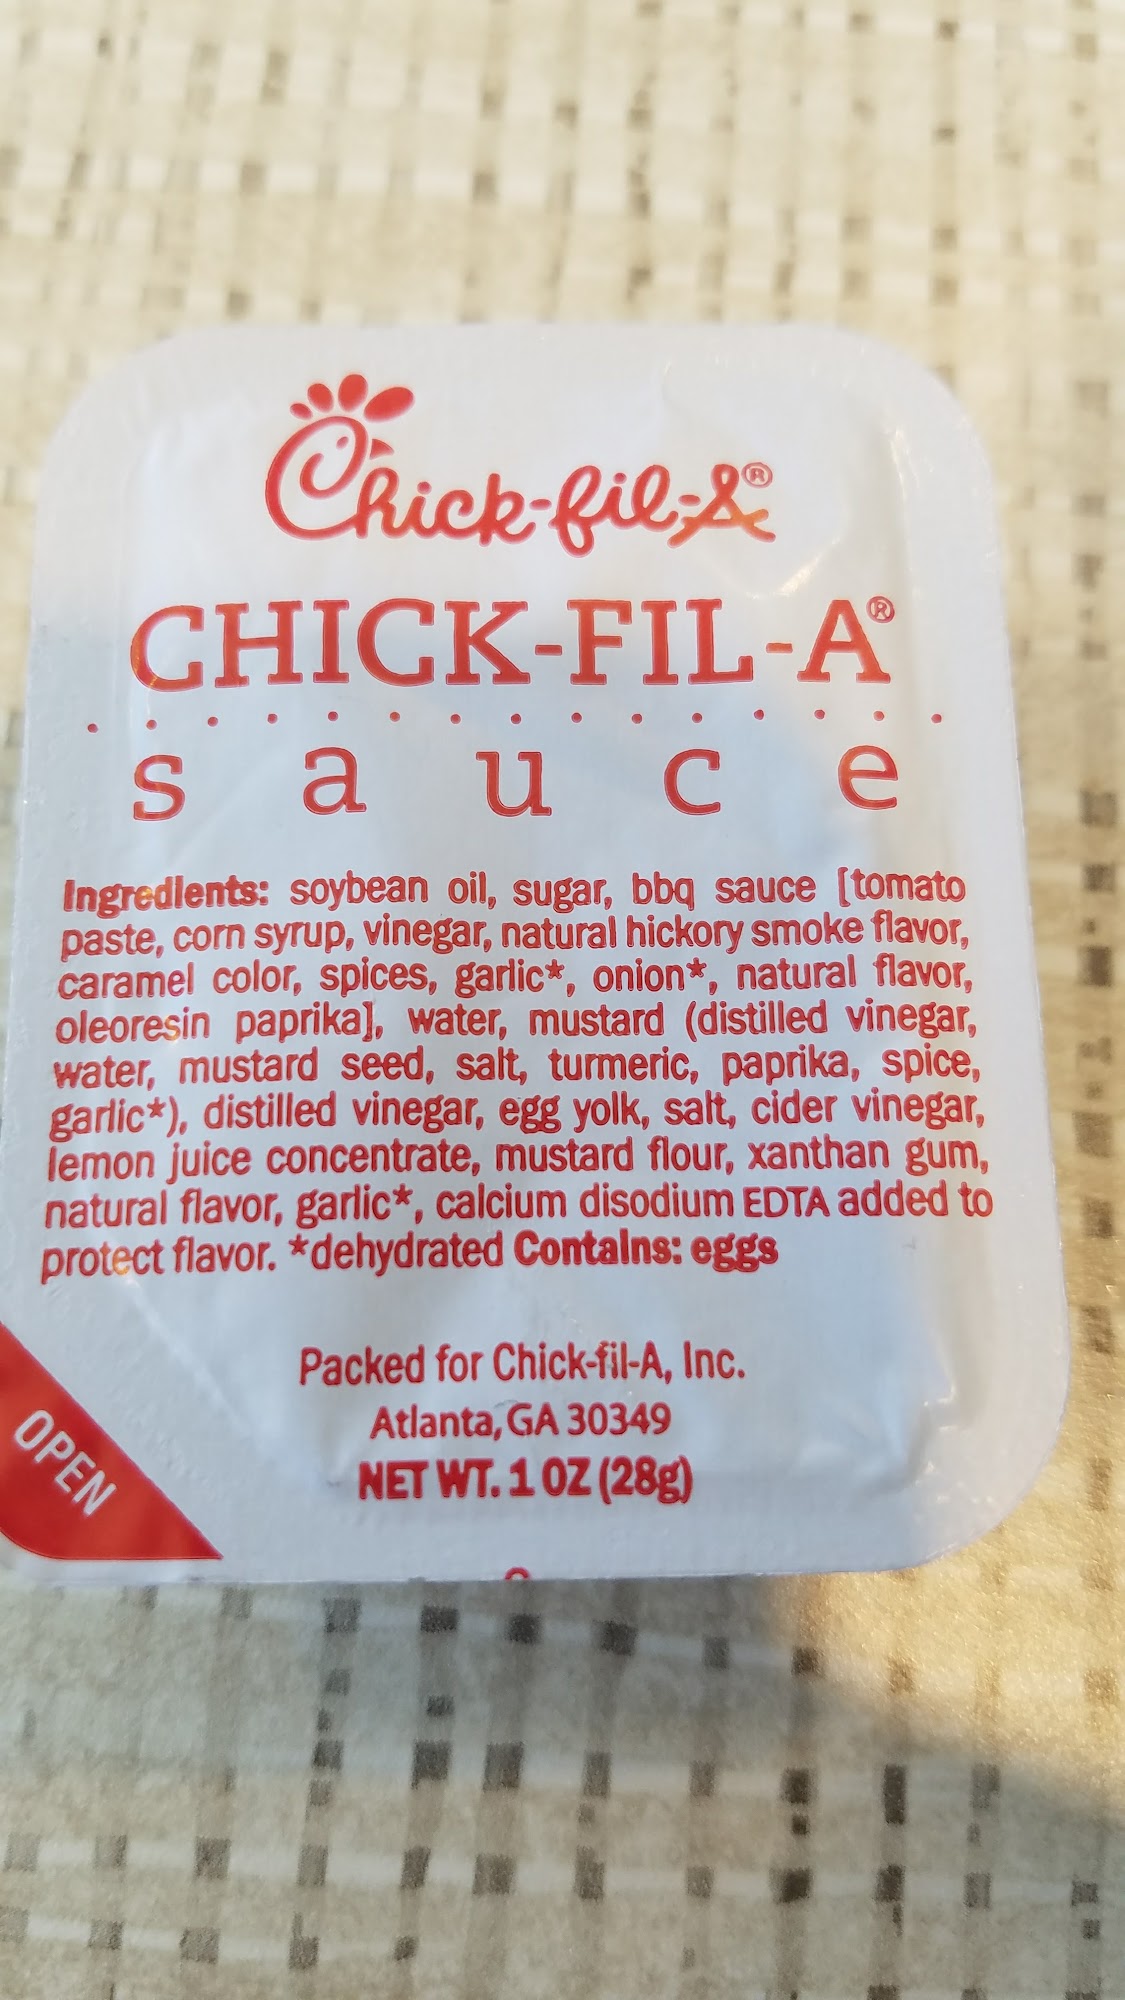 Chick-fil-A®
CHICK-FIL-A®
sauce
Ingredients: soybean oil, sugar, bbq sauce [tomato
paste, corn syrup, vinegar, natural hickory smoke flavor,
caramel color, spices, garlic*, onion*, natural flavor,
oleoresin paprika], water, mustard (distilled vinegar,
water, mustard seed, salt, turmeric, paprika, spice,
garlic*), distilled vinegar, egg yolk, salt, cider vinegar,
lemon juice concentrate, mustard flour, xanthan gum,
natural flavor, garlic*, calcium disodium EDTA added to
protect flavor. *dehydrated Contains: eggs
Packed for Chick-fil-A, Inc.
Atlanta, GA 30349
NET WT. 1 OZ (28g)
OPEN